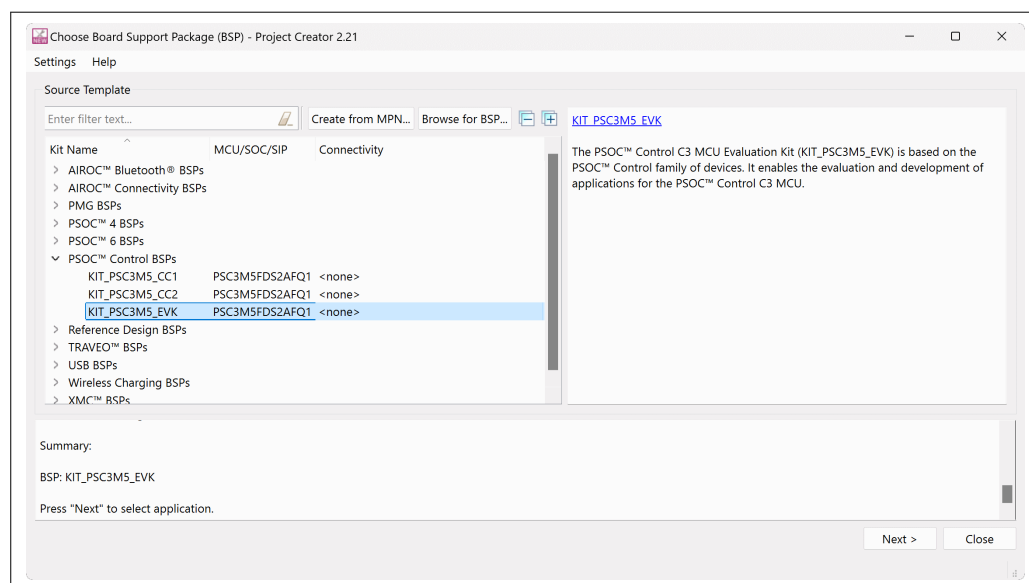 Choose Board Support Package (BSP) - Project Creator 2.21
Settings Help
Source Template
Enter filter text...
Create from MPN... Browse for BSP...
Kit Name MCU/SOC/SIP Connectivity
AIROC™ Bluetooth® BSPs
AIROC™ Connectivity BSPs
PMG BSPs
PSOC™ 4 BSPs
PSOC™ 6 BSPs
PSOC™ Control BSPs
KIT_PSC3M5_CC1 PSC3M5FDS2AFQ1 <none>
KIT_PSC3M5_CC2 PSC3M5FDS2AFQ1 <none>
KIT_PSC3M5_EVK PSC3M5FDS2AFQ1 <none>
Reference Design BSPs
TRAVEO™ BSPs
USB BSPs
Wireless Charging BSPs
XMC™ BSPs
KIT_PSC3M5_EVK
The PSOC™ Control C3 MCU Evaluation Kit (KIT_PSC3M5_EVK) is based on the
PSOC™ Control family of devices. It enables the evaluation and development of
applications for the PSOC™ Control C3 MCU.
Summary:
BSP: KIT_PSC3M5_EVK
Press "Next" to select application.
Next > Close